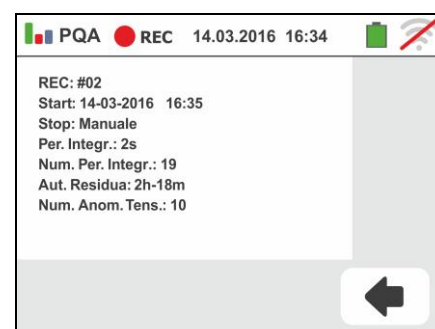 PQA REC 14.03.2016 16:34
REC: #02
Start: 14-03-2016 16:35
Stop: Manuale
Per. Integr.: 2s
Num. Per. Integr.: 19
Aut. Residua: 2h-18m
Num. Anom. Tens.: 10